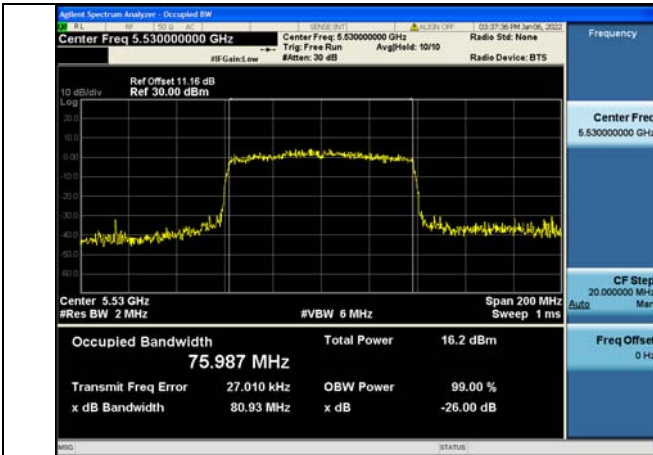 Agilent Spectrum Analyzer - Occupied BW
RL RF 50 Ω AC SENSE:INT ALIGN OFF 03:37:36 PM Jan 06, 2022
Center Freq 5.530000000 GHz
Center Freq: 5.530000000 GHz
Radio Std: None
Trig: Free Run Avg|Hold: 10/10
#IFGain:Low #Atten: 30 dB Radio Device: BTS
Ref Offset 11.16 dB
10 dB/div Ref 30.00 dBm
Log
20.0
10.0
0.00
-10.0
-20.0
-30.0
-40.0
-50.0
-60.0
Center 5.53 GHz Span 200 MHz
#Res BW 2 MHz #VBW 6 MHz Sweep 1 ms
Occupied Bandwidth Total Power 16.2 dBm
75.987 MHz
Transmit Freq Error 27.010 kHz OBW Power 99.00 %
x dB Bandwidth 80.93 MHz x dB -26.00 dB
MSG STATUS
Frequency
Center Freq
5.530000000 GHz
CF Step
20.000000 MHz
Auto Man
Freq Offset
0 Hz